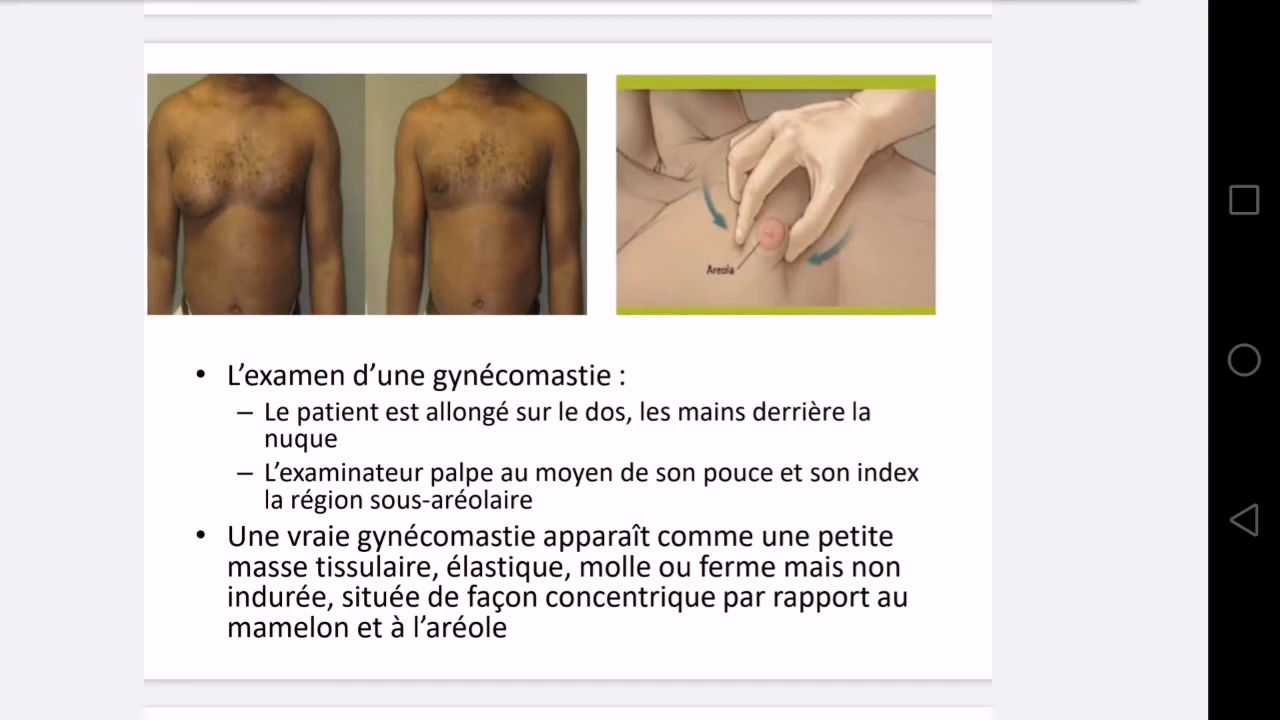 Areola
• L’examen d’une gynécomastie :
– Le patient est allongé sur le dos, les mains derrière la
nuque
– L’examinateur palpe au moyen de son pouce et son index
la région sous-aréolaire
• Une vraie gynécomastie apparaît comme une petite
masse tissulaire, élastique, molle ou ferme mais non
indurée, située de façon concentrique par rapport au
mamelon et à l’aréole